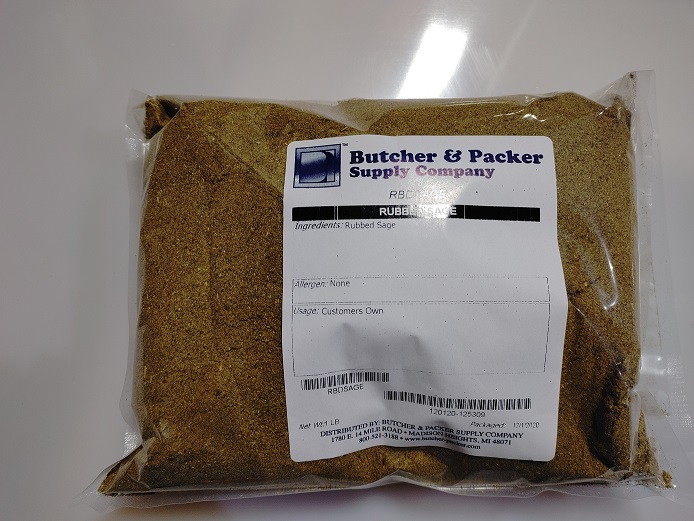 Butcher & Packer
Supply Company
TM
RUBBED SAGE
Ingredients: Rubbed Sage
Allergen: None
Usage: Customers Own
RBDSAGE
120120-125309
Net Wt: 1 LB
Packaged: 12/1/2020
DISTRIBUTED BY: BUTCHER & PACKER SUPPLY COMPANY
1780 E. 14 MILE ROAD • MADISON HEIGHTS, MI 48071
800-521-3188 • www.butcher-packer.com